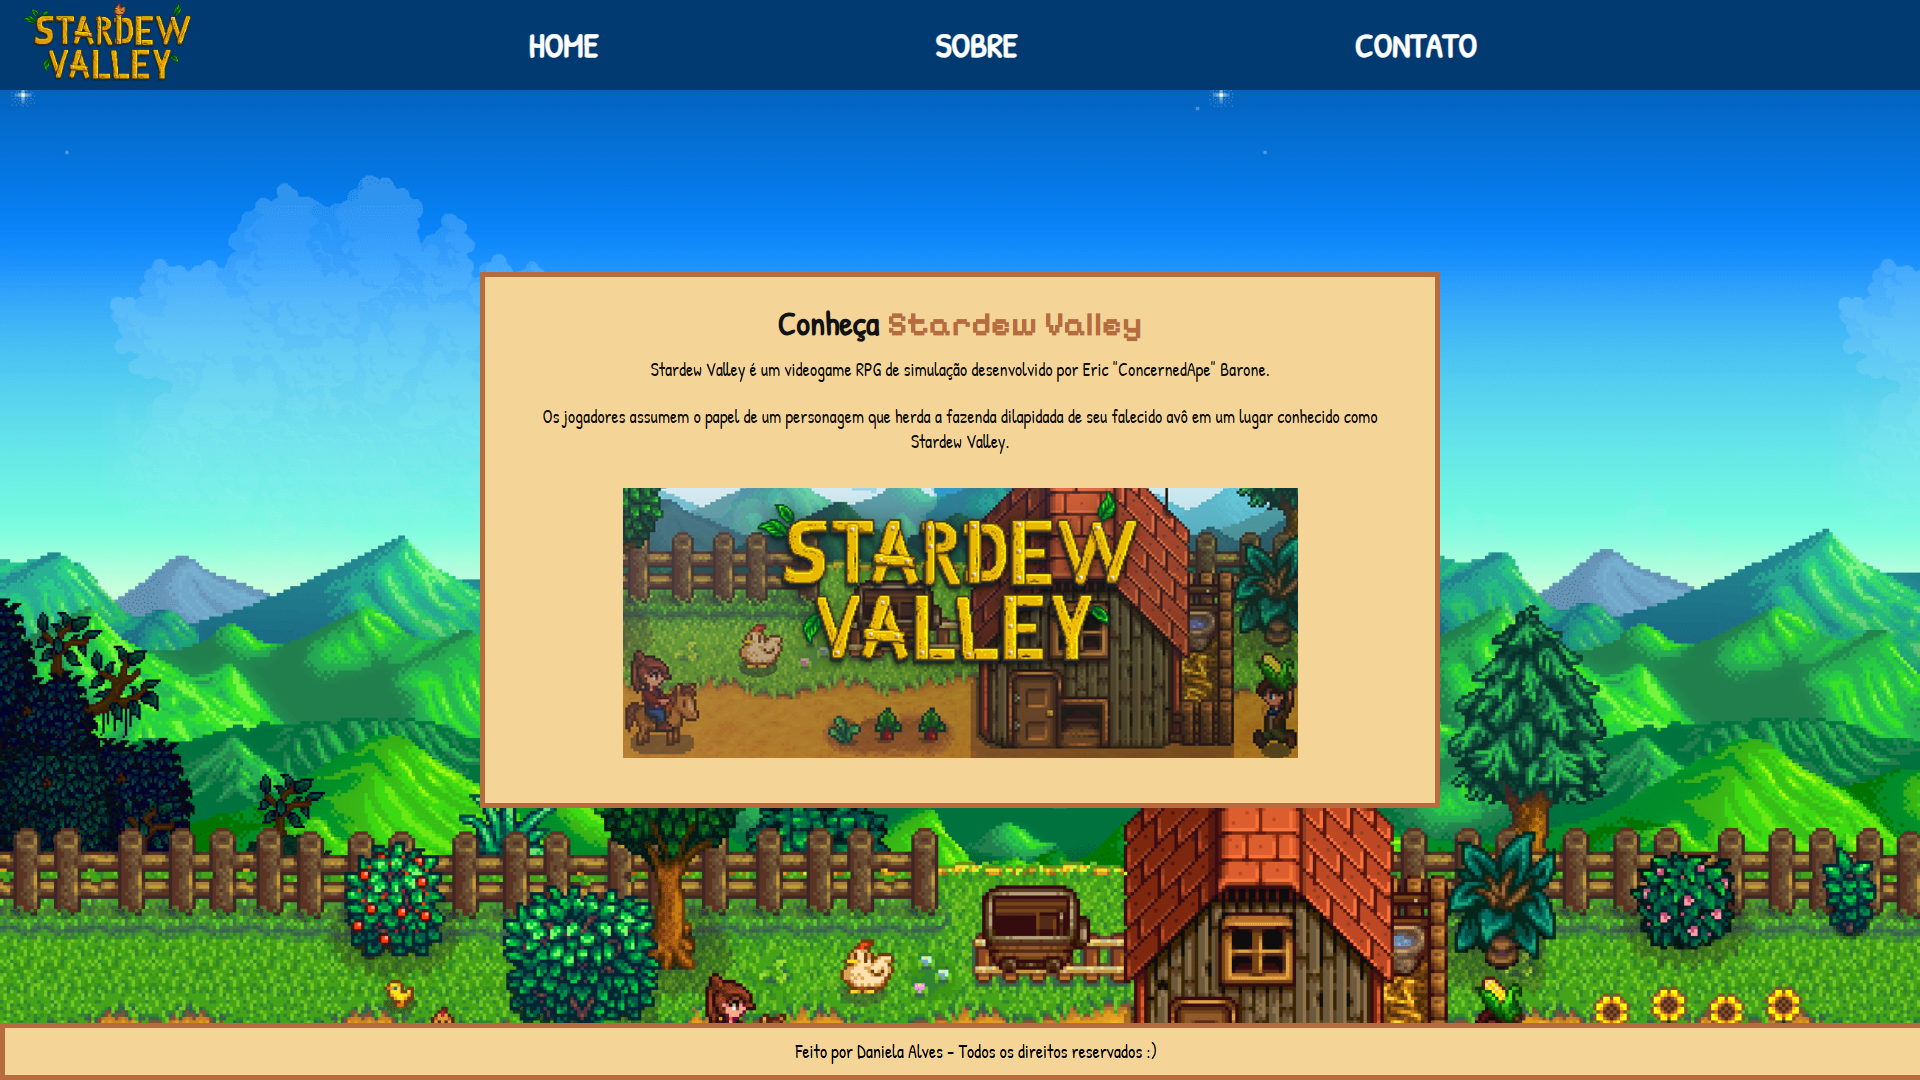 STARDEW
VALLEY
HOME
SOBRE
CONTATO
Conheça Stardew Valley
Stardew Valley é um videogame RPG de simulação desenvolvido por Eric "ConcernedApe" Barone.
Os jogadores assumem o papel de um personagem que herda a fazenda dilapidada de seu falecido avô em um lugar conhecido como
Stardew Valley.
STARDEW
VALLEY
Feito por Daniela Alves - Todos os direitos reservados :)